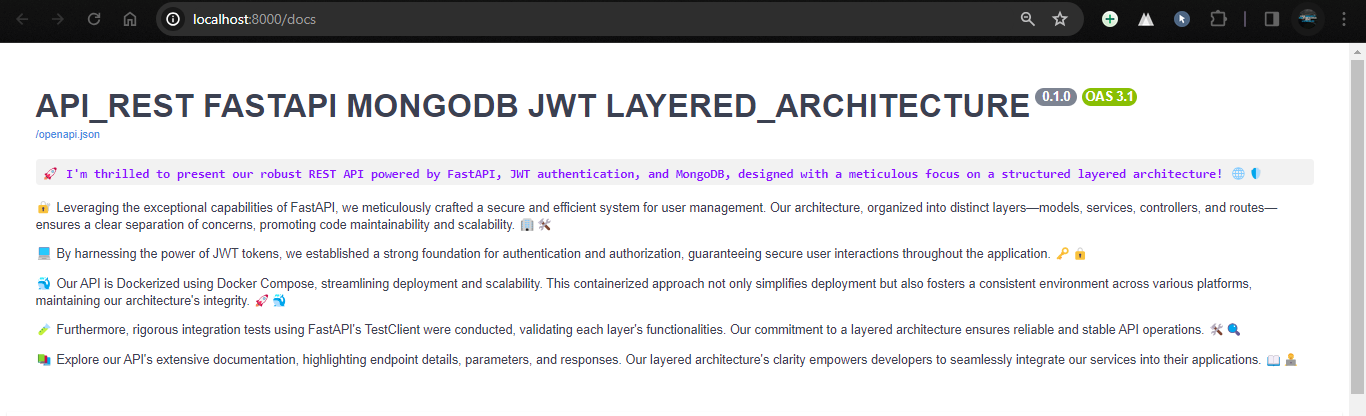 localhost:8000/docs
API_REST FASTAPI MONGODB JWT LAYERED_ARCHITECTURE 0.1.0 OAS 3.1
/openapi.json
🚀 I'm thrilled to present our robust REST API powered by FastAPI, JWT authentication, and MongoDB, designed with a meticulous focus on a structured layered architecture! 🌐 🛡️
🔐 Leveraging the exceptional capabilities of FastAPI, we meticulously crafted a secure and efficient system for user management. Our architecture, organized into distinct layers—models, services, controllers, and routes—
ensures a clear separation of concerns, promoting code maintainability and scalability. 🏢 🛠️
💻 By harnessing the power of JWT tokens, we established a strong foundation for authentication and authorization, guaranteeing secure user interactions throughout the application. 🔑 🔒
🐳 Our API is Dockerized using Docker Compose, streamlining deployment and scalability. This containerized approach not only simplifies deployment but also fosters a consistent environment across various platforms,
maintaining our architecture's integrity. 🚀 🐳
🧪 Furthermore, rigorous integration tests using FastAPI's TestClient were conducted, validating each layer's functionalities. Our commitment to a layered architecture ensures reliable and stable API operations. 🛠️ 🔍
📚 Explore our API's extensive documentation, highlighting endpoint details, parameters, and responses. Our layered architecture's clarity empowers developers to seamlessly integrate our services into their applications. 📖 👨‍💻